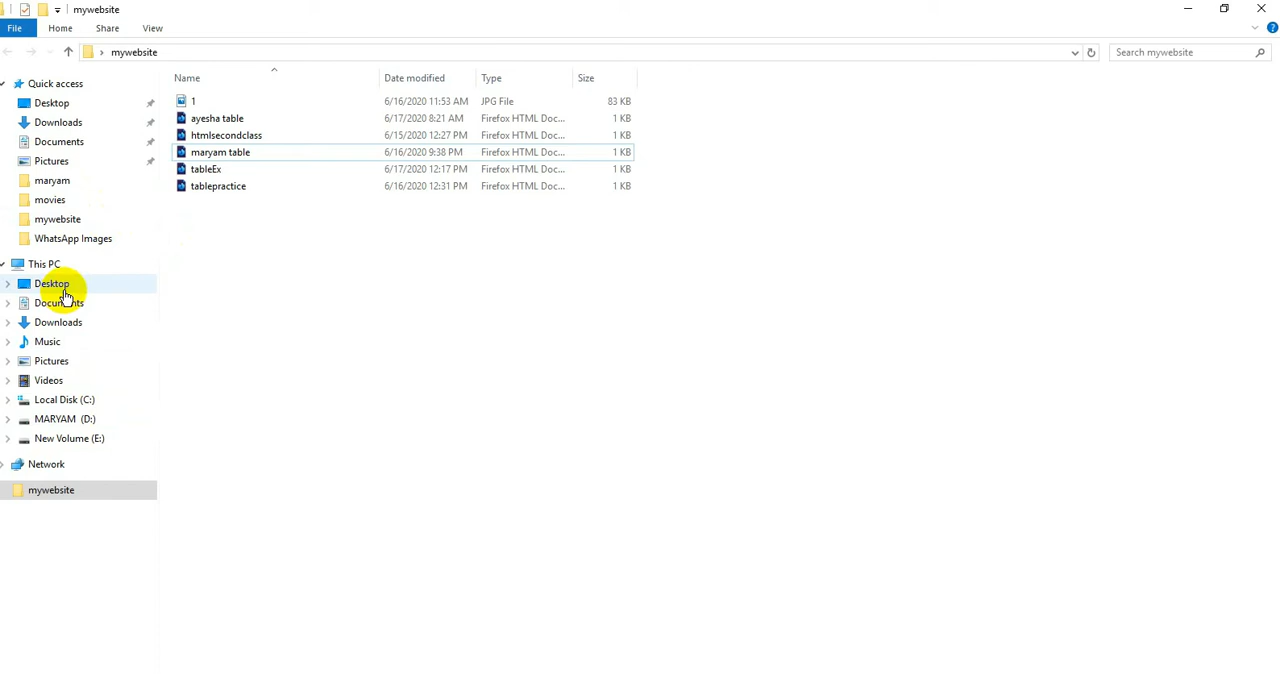 mywebsite
File Home Share View
mywebsite
Search mywebsite
Name Date modified Type Size
1 6/16/2020 11:53 AM JPG File 83 KB
ayesha table 6/17/2020 8:21 AM Firefox HTML Doc... 1 KB
htmlsecondclass 6/15/2020 12:27 PM Firefox HTML Doc... 1 KB
maryam table 6/16/2020 9:38 PM Firefox HTML Doc... 1 KB
tableEx 6/17/2020 12:17 PM Firefox HTML Doc... 1 KB
tablepractice 6/16/2020 12:31 PM Firefox HTML Doc... 1 KB
Quick access
Desktop
Downloads
Documents
Pictures
maryam
movies
mywebsite
WhatsApp Images
This PC
Desktop
Documents
Downloads
Music
Pictures
Videos
Local Disk (C:)
MARYAM (D:)
New Volume (E:)
Network
mywebsite